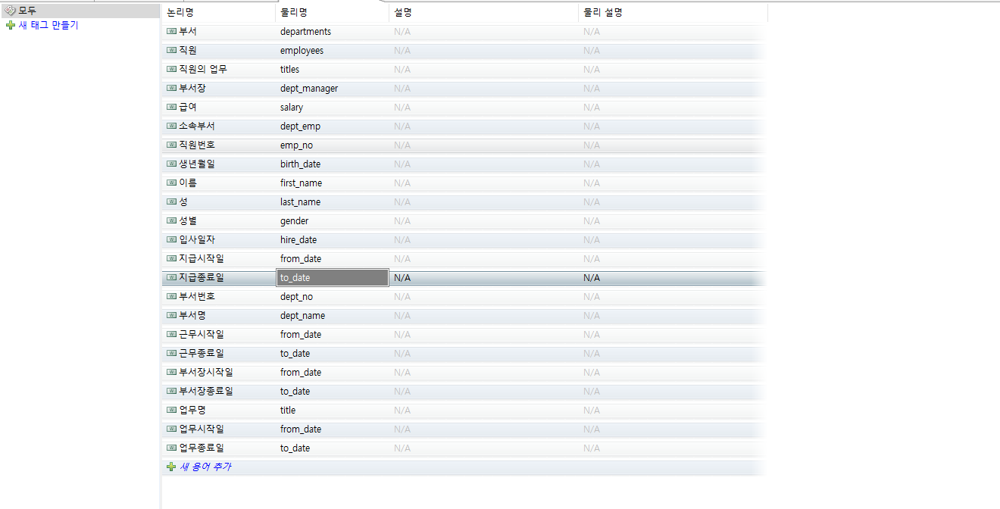 모두
새 태그 만들기
논리명 물리명 설명 물리 설명
부서 departments N/A N/A
직원 employees N/A N/A
직원의 업무 titles N/A N/A
부서장 dept_manager N/A N/A
급여 salary N/A N/A
소속부서 dept_emp N/A N/A
직원번호 emp_no N/A N/A
생년월일 birth_date N/A N/A
이름 first_name N/A N/A
성 last_name N/A N/A
성별 gender N/A N/A
입사일자 hire_date N/A N/A
지급시작일 from_date N/A N/A
지급종료일 to_date N/A N/A
부서번호 dept_no N/A N/A
부서명 dept_name N/A N/A
근무시작일 from_date N/A N/A
근무종료일 to_date N/A N/A
부서장시작일 from_date N/A N/A
부서장종료일 to_date N/A N/A
업무명 title N/A N/A
업무시작일 from_date N/A N/A
업무종료일 to_date N/A N/A
새 용어 추가